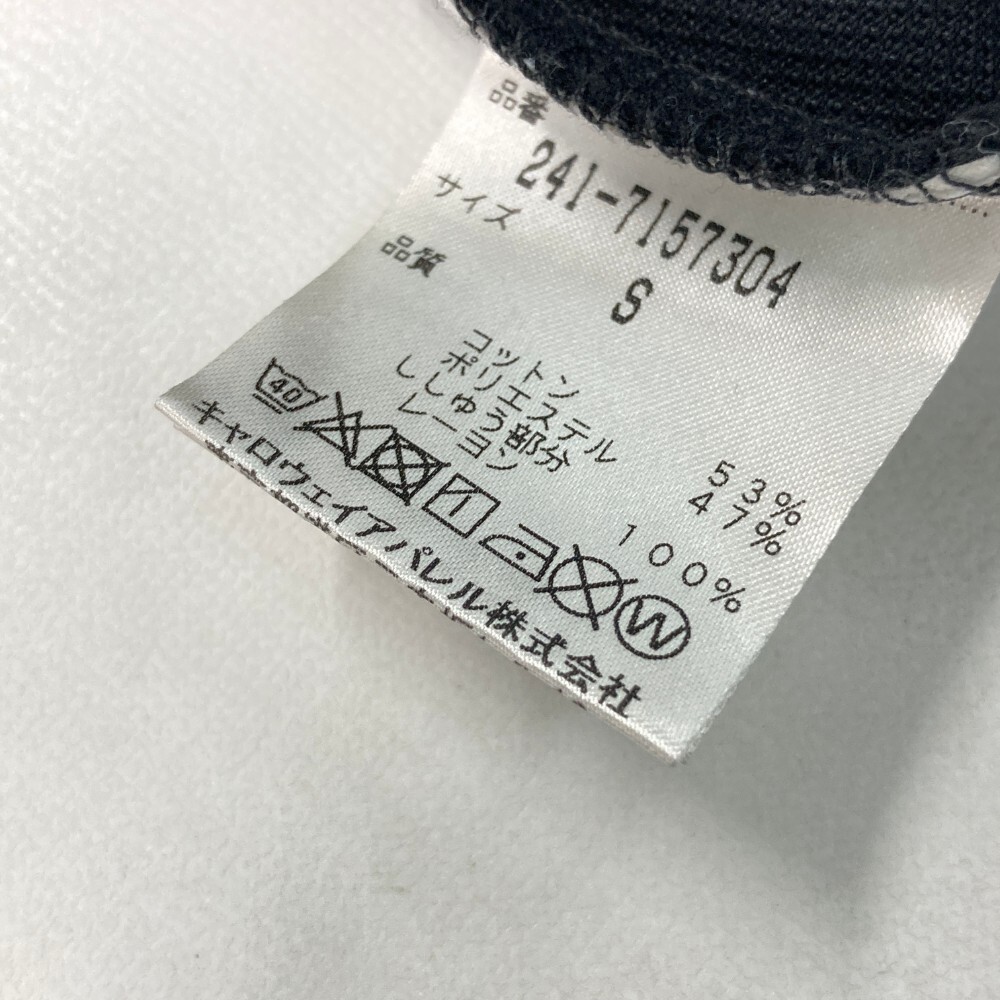 品番
241-7157304
サイズ
S
品質
コットン 53%
ポリエステル 47%
ししゅう部分
レーヨン 100%
40
W
キャロウェイアパレル株式会社